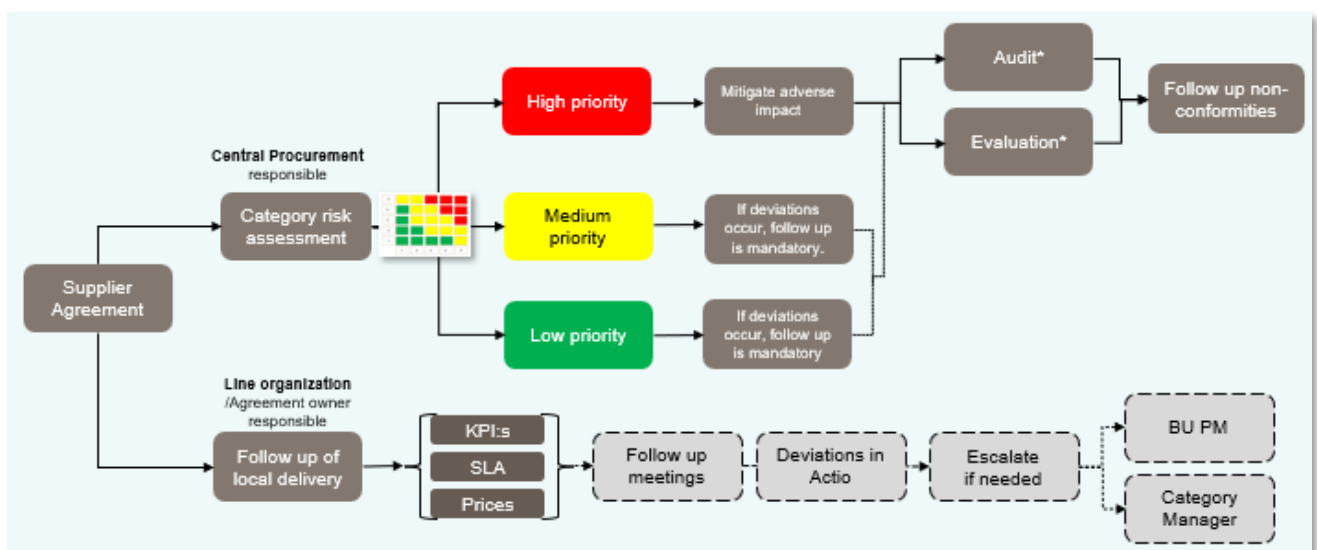 Audit*
High priority
Mitigate adverse
impact
Follow up non-
conformities
Evaluation*
Central Procurement
responsible
Category risk
assessment
Medium
priority
If deviations
occur, follow up
is mandatory.
Supplier
Agreement
Low priority
If deviations
occur, follow up
is mandatory
Line organization
/Agreement owner
responsible
Follow up of
local delivery
KPI:s
SLA
Prices
Follow up
meetings
Deviations in
Actio
Escalate
if needed
BU PM
Category
Manager